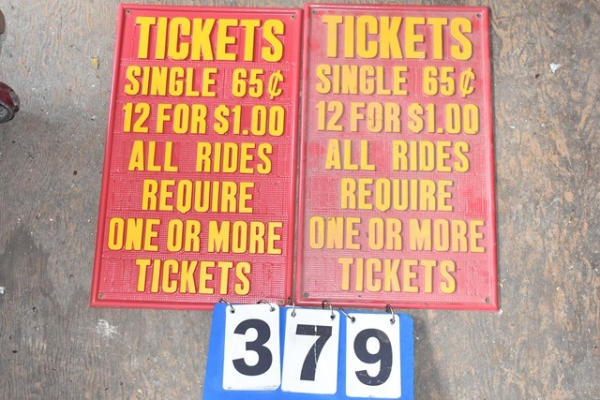 TICKETS
SINGLE 65¢
12 FOR $1.00
ALL RIDES
REQUIRE
ONE OR MORE
TICKETS
TICKETS
SINGLE 65¢
12 FOR $1.00
ALL RIDES
REQUIRE
ONE OR MORE
TICKETS
379